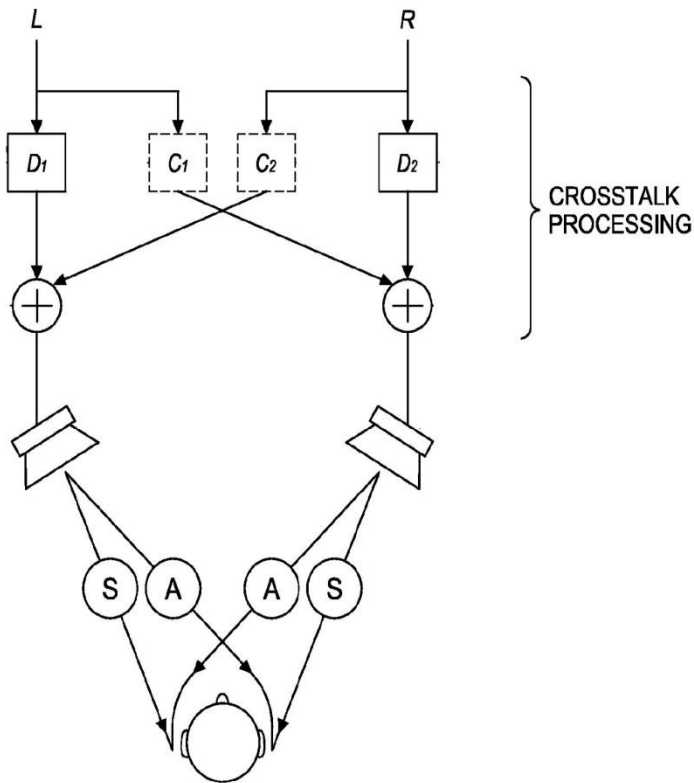 L R
D1 C1 C2 D2
CROSSTALK
PROCESSING
+ +
S A A S